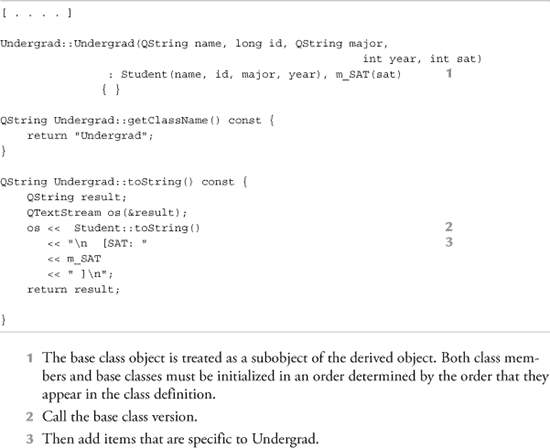 [ . . . . ]
Undergrad::Undergrad(QString name, long id, QString major,
int year, int sat)
: Student(name, id, major, year), m_SAT(sat) 1
{ }
QString Undergrad::getClassName() const {
return "Undergrad";
}
QString Undergrad::toString() const {
QString result;
QTextStream os(&result);
os << Student::toString() 2
<< "\n [SAT: " 3
<< m_SAT
<< " ]\n";
return result;
}
1 The base class object is treated as a subobject of the derived object. Both class mem-
bers and base classes must be initialized in an order determined by the order that they
appear in the class definition.
2 Call the base class version.
3 Then add items that are specific to Undergrad.